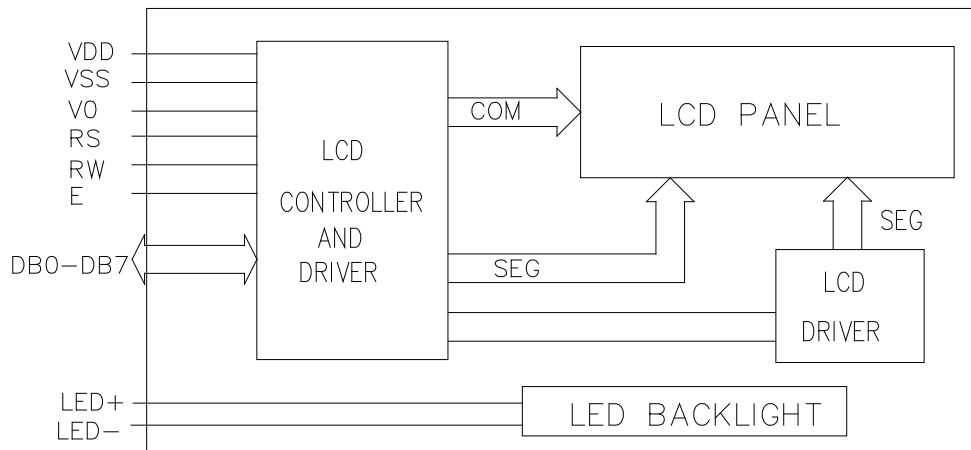 VDD
VSS
V0
RS
RW
E
DB0-DB7
LED+
LED-
LCD
CONTROLLER
AND
DRIVER
COM
SEG
LCD PANEL
SEG
LCD
DRIVER
LED BACKLIGHT